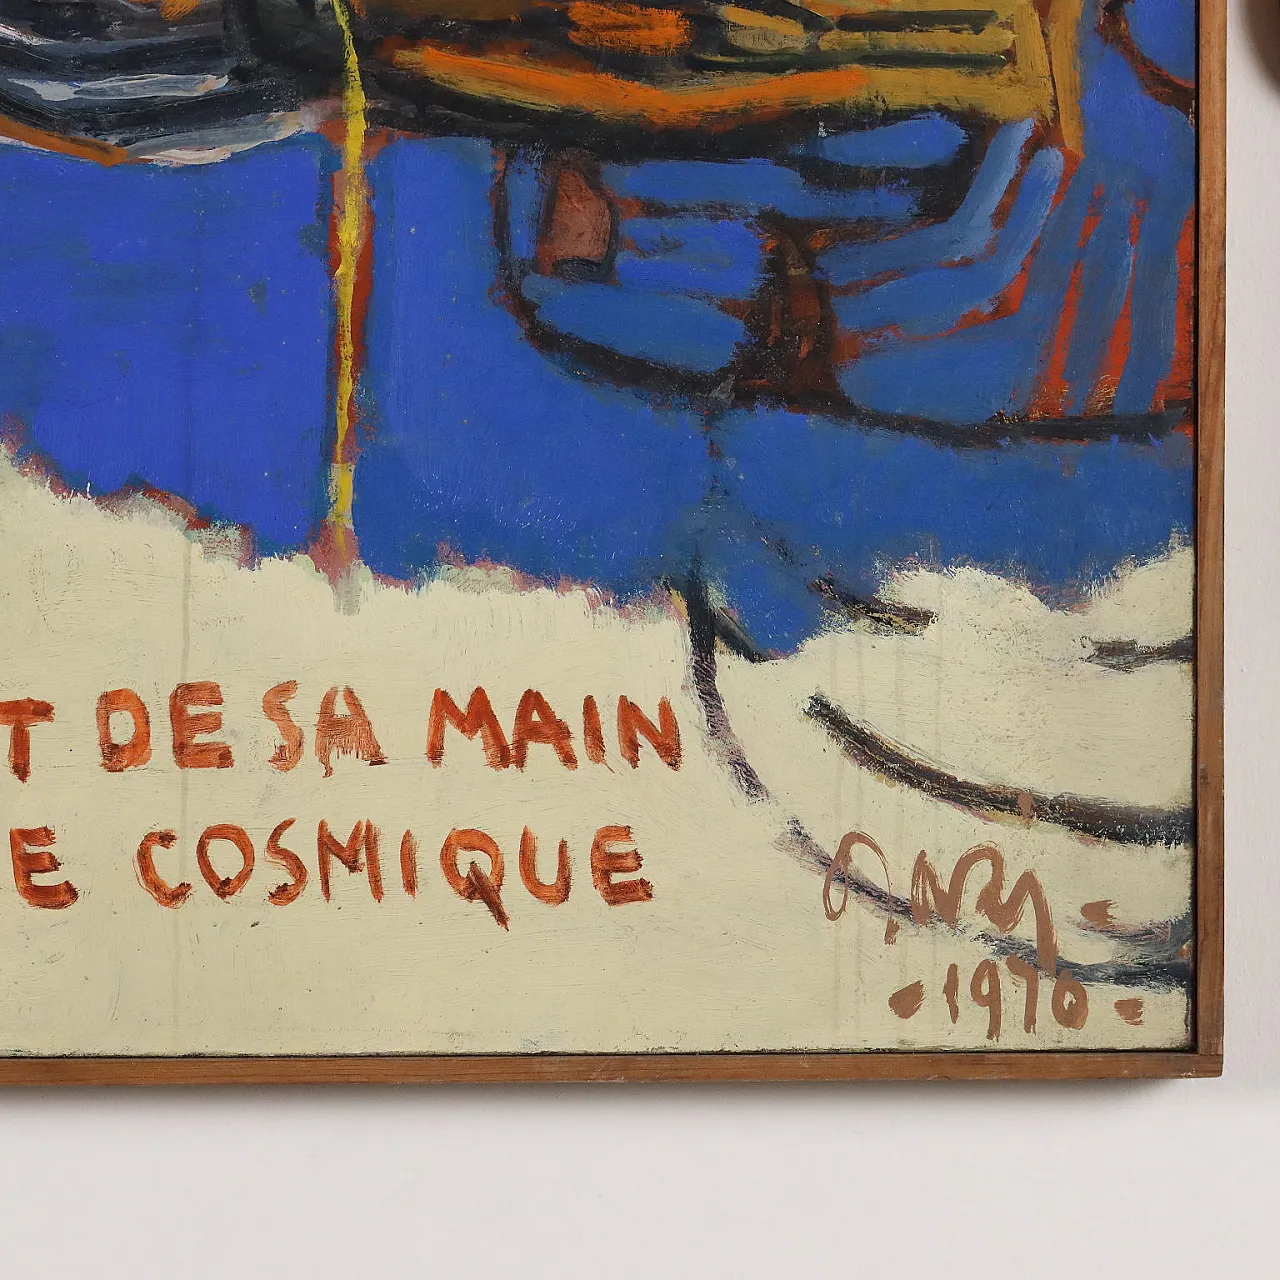 T DE SA MAIN
E COSMIQUE
1970